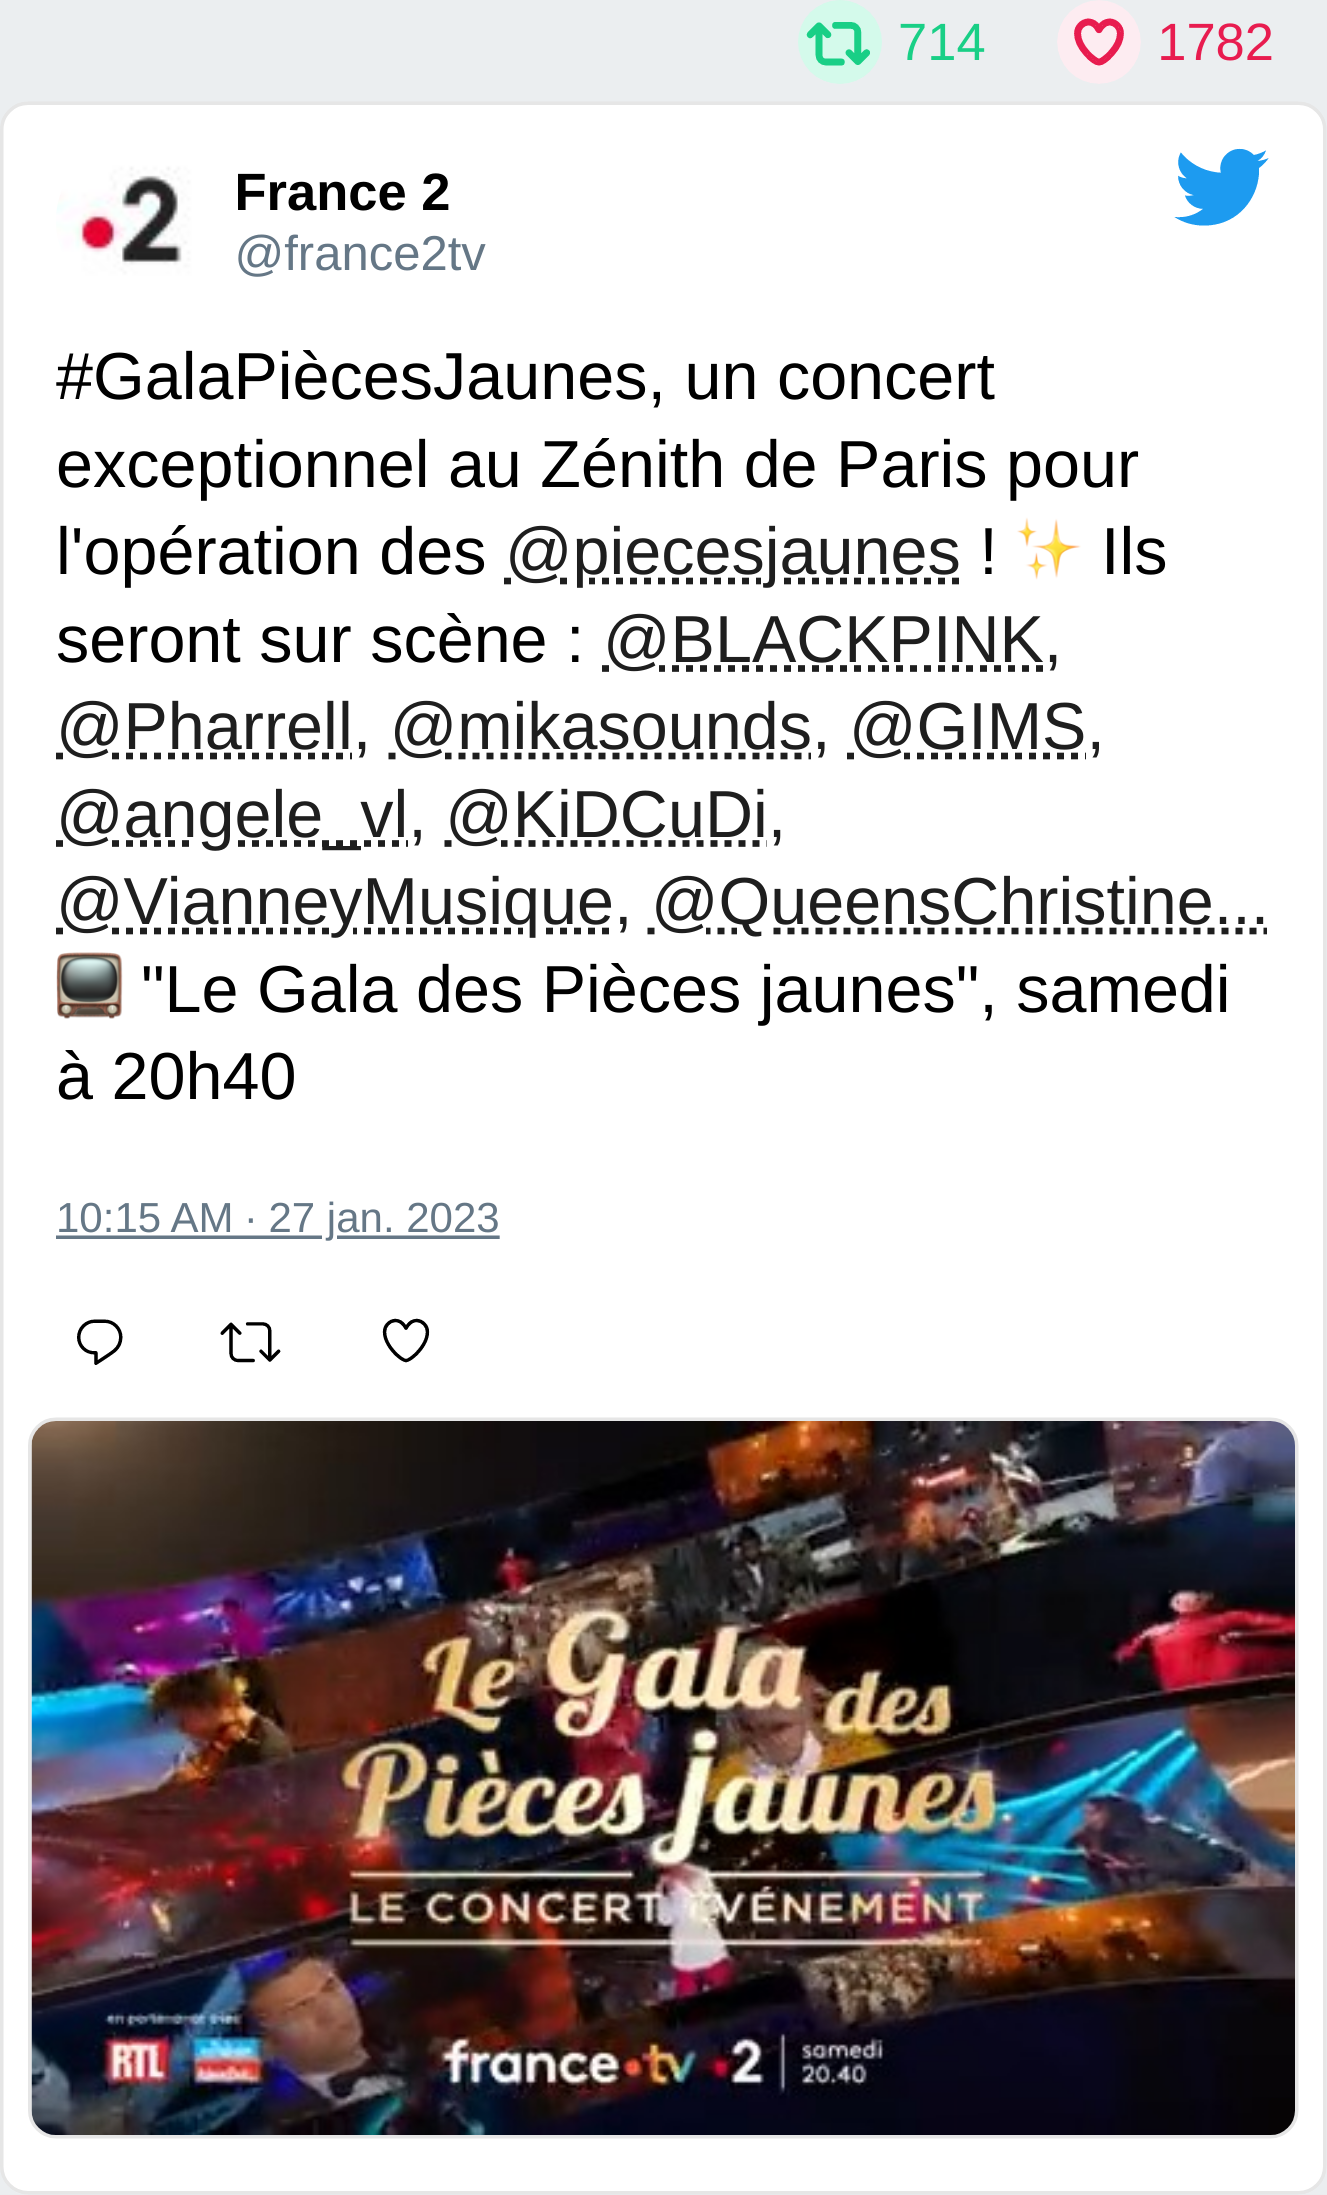 714 1782
France 2
@france2tv
#GalaPiècesJaunes, un concert
exceptionnel au Zénith de Paris pour
l'opération des @piecesjaunes ! ✨ Ils
seront sur scène : @BLACKPINK,
@Pharrell, @mikasounds, @GIMS,
@angele_vl, @KiDCuDi,
@VianneyMusique, @QueensChristine...
📺 "Le Gala des Pièces jaunes", samedi
à 20h40
10:15 AM · 27 jan. 2023
Le Gala des
Pièces jaunes
LE CONCERT ÉVÉNEMENT
en partenariat avec
RTL
france•tv •2 | samedi
20.40